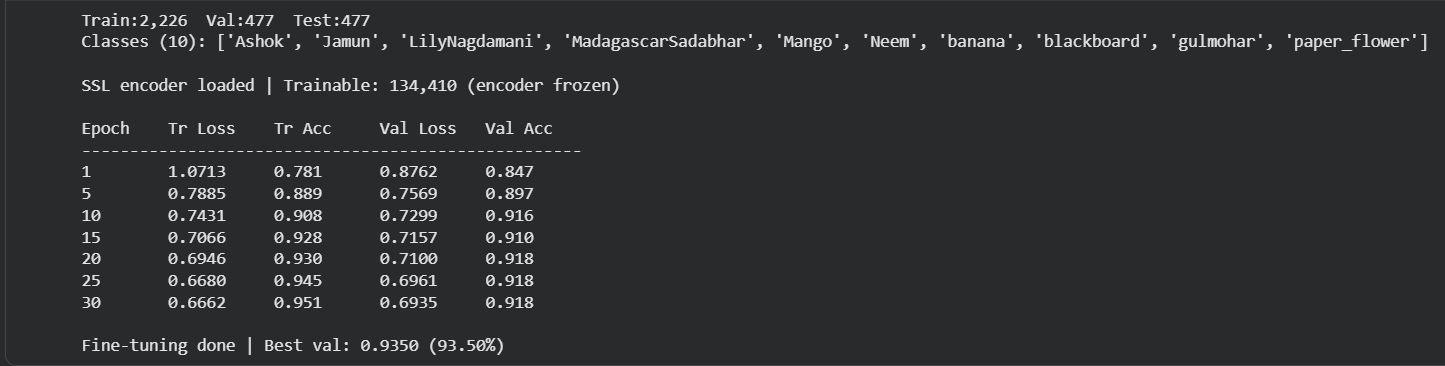 Train:2,226  Val:477  Test:477
Classes (10): ['Ashok', 'Jamun', 'LilyNagdamani', 'MadagascarSadabhar', 'Mango', 'Neem', 'banana', 'blackboard', 'gulmohar', 'paper_flower']
SSL encoder loaded | Trainable: 134,410 (encoder frozen)
Epoch    Tr Loss    Tr Acc     Val Loss   Val Acc
----------------------------------------------------
1        1.0713     0.781      0.8762     0.847
5        0.7885     0.889      0.7569     0.897
10       0.7431     0.908      0.7299     0.916
15       0.7066     0.928      0.7157     0.910
20       0.6946     0.930      0.7100     0.918
25       0.6680     0.945      0.6961     0.918
30       0.6662     0.951      0.6935     0.918
Fine-tuning done | Best val: 0.9350 (93.50%)